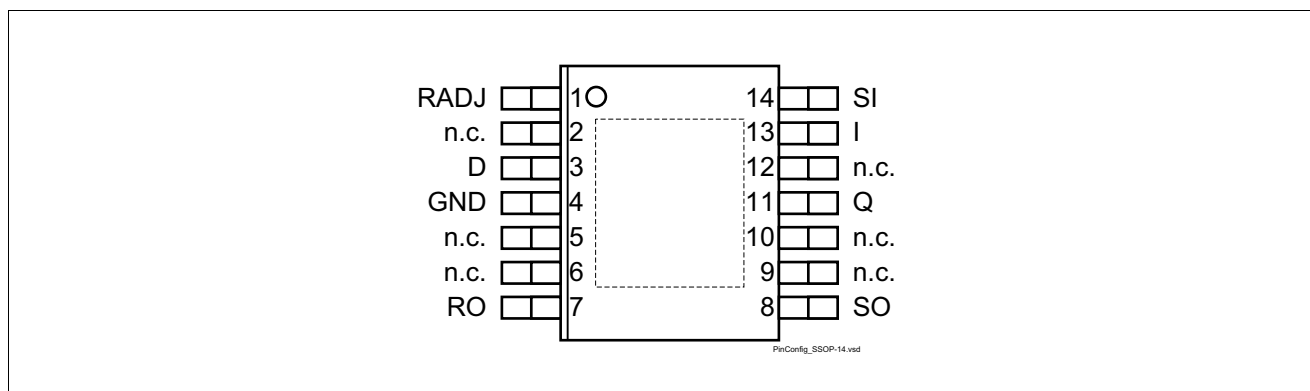 RADJ 1 14 SI
n.c. 2 13 I
D 3 12 n.c.
GND 4 11 Q
n.c. 5 10 n.c.
n.c. 6 9 n.c.
RO 7 8 SO
PinConfig_SSOP-14.vsd